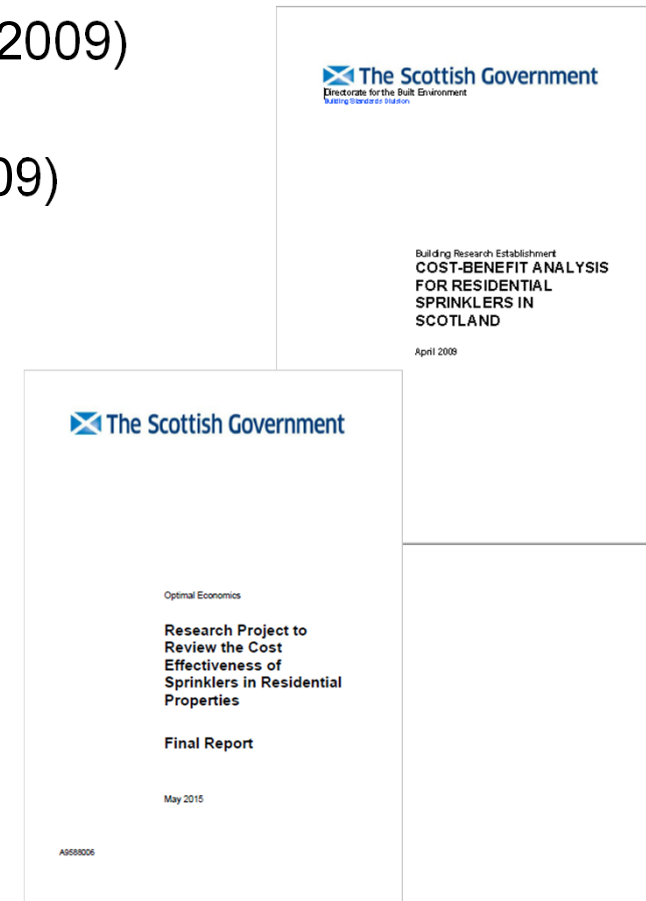 2009)
09)
The Scottish Government
Directorate for the Built Environment
Building Standards Division
Building Research Establishment
COST-BENEFIT ANALYSIS
FOR RESIDENTIAL
SPRINKLERS IN
SCOTLAND
April 2009
The Scottish Government
Optimal Economics
Research Project to
Review the Cost
Effectiveness of
Sprinklers in Residential
Properties
Final Report
May 2015
A9588006